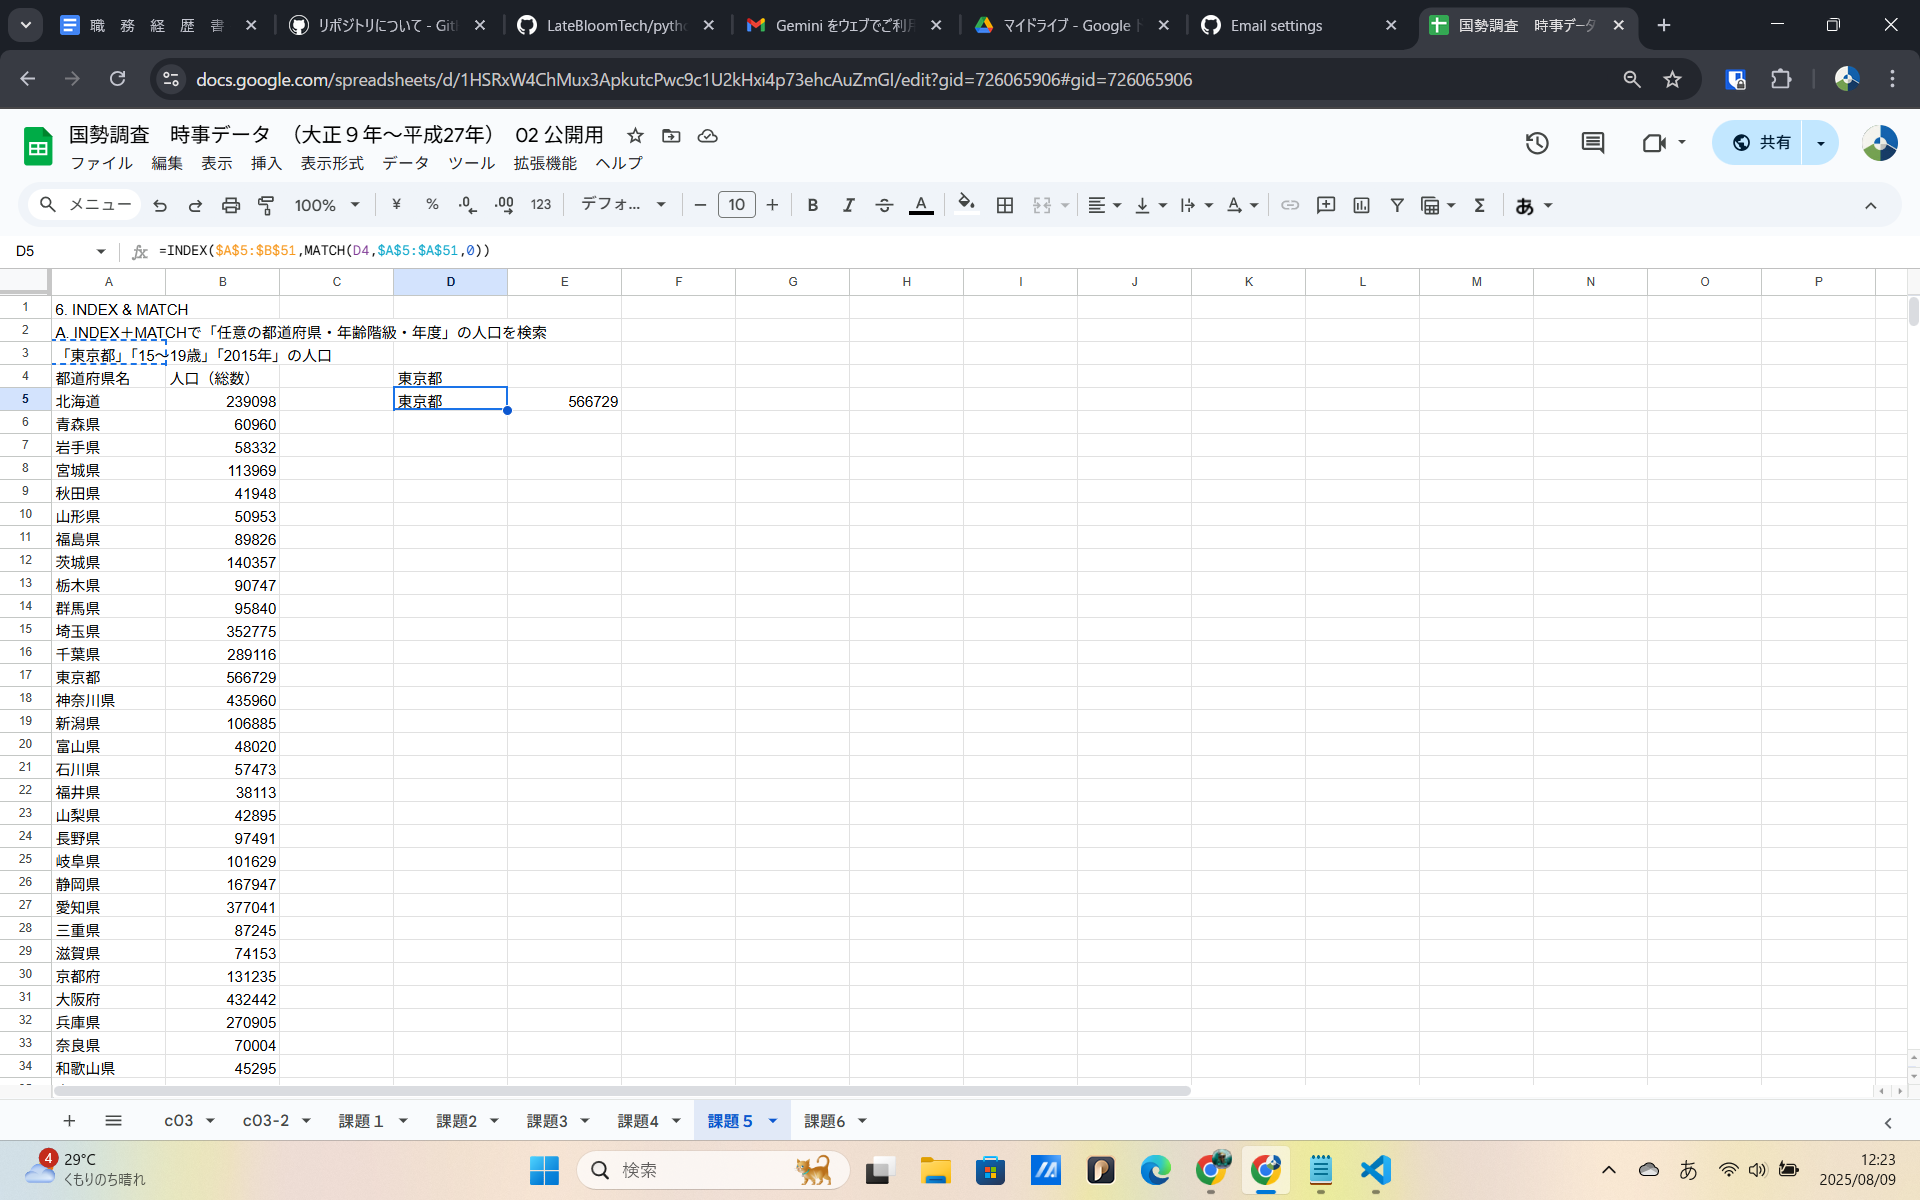 職 務 経 歴 書
リポジトリについて - Git
LateBloomTech/pytho
Gemini をウェブでご利用
マイドライブ - Google ト
Email settings
国勢調査 時事データ
docs.google.com/spreadsheets/d/1HSRxW4ChMux3ApkutcPwc9c1U2kHxi4p73ehcAuZmGI/edit?gid=726065906#gid=726065906
国勢調査 時事データ （大正９年～平成27年） 02 公開用
ファイル 編集 表示 挿入 表示形式 データ ツール 拡張機能 ヘルプ
共有
メニュー 100% ¥ % .0 .00 123 デフォ... 10 B I A Σ あ
D5 fx =INDEX($A$5:$B$51,MATCH(D4,$A$5:$A$51,0))
A B C D E F G H I J K L M N O P
1 6. INDEX & MATCH
2 A. INDEX＋MATCHで「任意の都道府県・年齢階級・年度」の人口を検索
3 「東京都」「15～19歳」「2015年」の人口
4 都道府県名 人口（総数） 東京都
5 北海道 239098 東京都 566729
6 青森県 60960
7 岩手県 58332
8 宮城県 113969
9 秋田県 41948
10 山形県 50953
11 福島県 89826
12 茨城県 140357
13 栃木県 90747
14 群馬県 95840
15 埼玉県 352775
16 千葉県 289116
17 東京都 566729
18 神奈川県 435960
19 新潟県 106885
20 富山県 48020
21 石川県 57473
22 福井県 38113
23 山梨県 42895
24 長野県 97491
25 岐阜県 101629
26 静岡県 167947
27 愛知県 377041
28 三重県 87245
29 滋賀県 74153
30 京都府 131235
31 大阪府 432442
32 兵庫県 270905
33 奈良県 70004
34 和歌山県 45295
c03 c03-2 課題１ 課題2 課題3 課題4 課題５ 課題6
4 29°C
くもりのち晴れ
検索
あ
12:23
2025/08/09